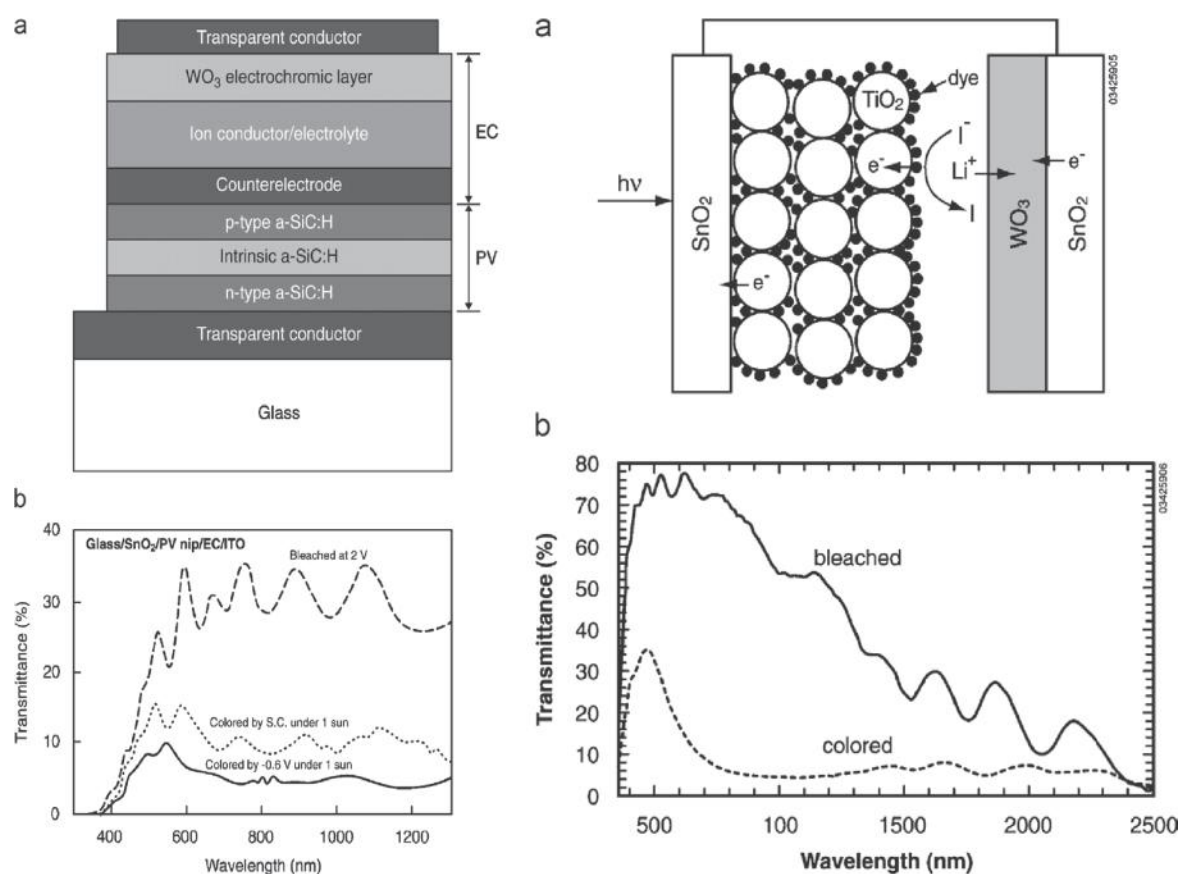 a
Transparent conductor
WO₃ electrochromic layer
Ion conductor/electrolyte
EC
Counterelectrode
p-type a-SiC:H
Intrinsic a-SiC:H
PV
n-type a-SiC:H
Transparent conductor
Glass
b
40
30
20
10
0
Transmittance (%)
Glass/SnO₂/PV nip/EC/ITO
Bleached at 2 V
Colored by S.C. under 1 sun
Colored by -0.6 V under 1 sun
400 600 800 1000 1200
Wavelength (nm)
a
03425905
dye
TiO₂
I⁻
e⁻
Li⁺
e⁻
hν
SnO₂
I
WO₃
SnO₂
e⁻
b
80
70
60
50
40
30
20
10
0
Transmittance (%)
03425906
bleached
colored
500 100 1500 2000 2500
Wavelength (nm)